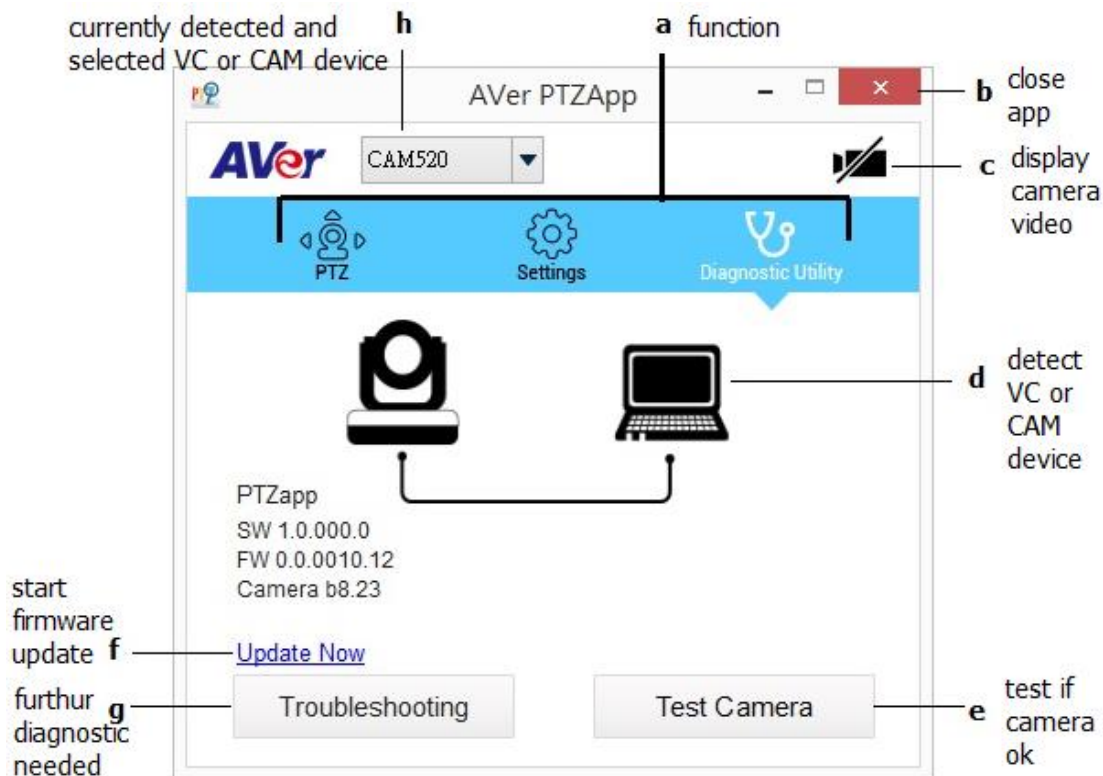 currently detected and
selected VC or CAM device
h
a function
AVer PTZApp
b close
app
AVer
CAM520
c display
camera
video
PTZ
Settings
Diagnostic Utility
d detect
VC or
CAM
device
PTZapp
SW 1.0.000.0
FW 0.0.0010.12
Camera b8.23
start
firmware
update f
Update Now
furthur
diagnostic
needed
g
Troubleshooting
Test Camera
e test if
camera
ok